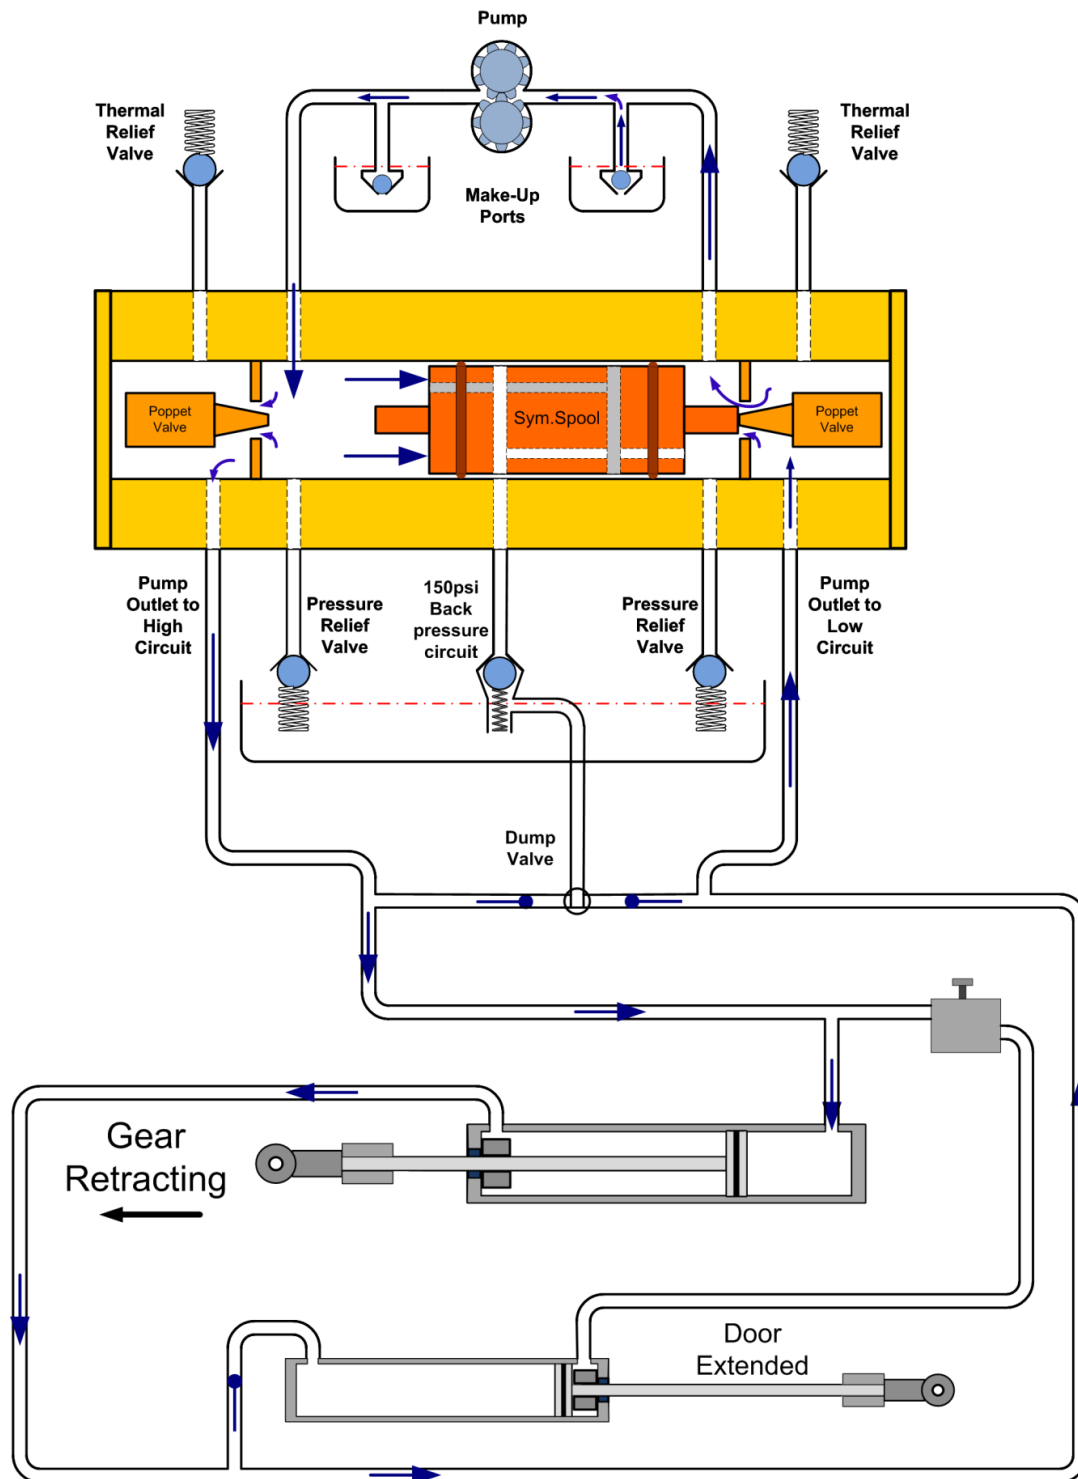 Pump
Thermal
Relief
Valve
Thermal
Relief
Valve
Make-Up
Ports
Poppet
Valve
Sym.Spool
Poppet
Valve
Pump
Outlet to
High
Circuit
Pressure
Relief
Valve
150psi
Back
pressure
circuit
Pressure
Relief
Valve
Pump
Outlet to
Low
Circuit
Dump
Valve
Gear
Retracting
Door
Extended